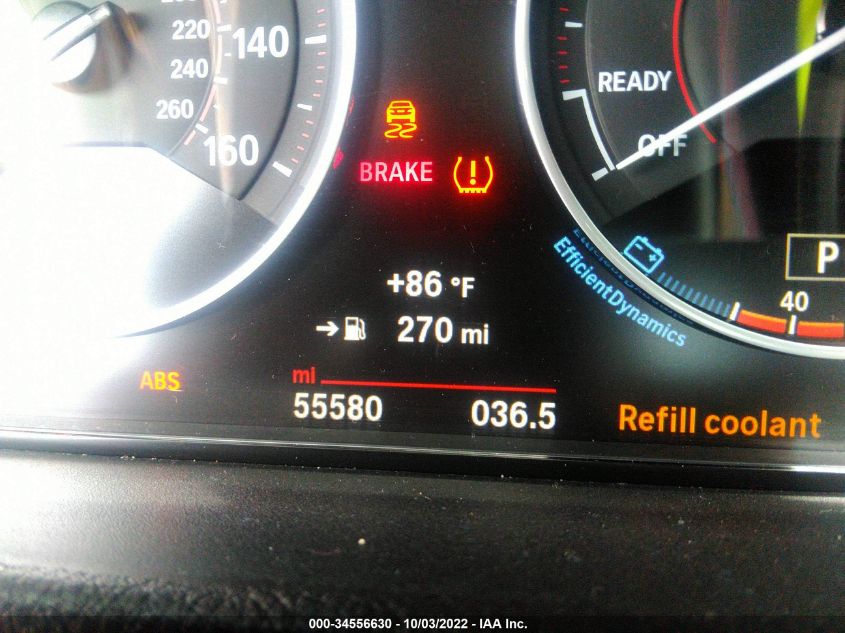 220
140
240
260
160
READY
OFF
BRAKE
P
EfficientDynamics
+86 °F
40
270 mi
ABS
mi
55580
036.5
Refill coolant
000-34556630 - 10/03/2022 - IAA Inc.